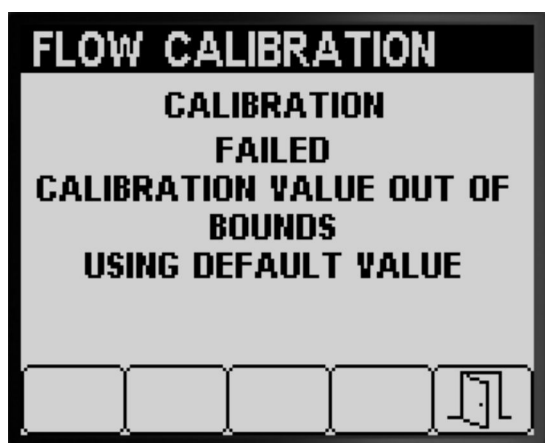 FLOW CALIBRATION
CALIBRATION
FAILED
CALIBRATION VALUE OUT OF
BOUNDS
USING DEFAULT VALUE